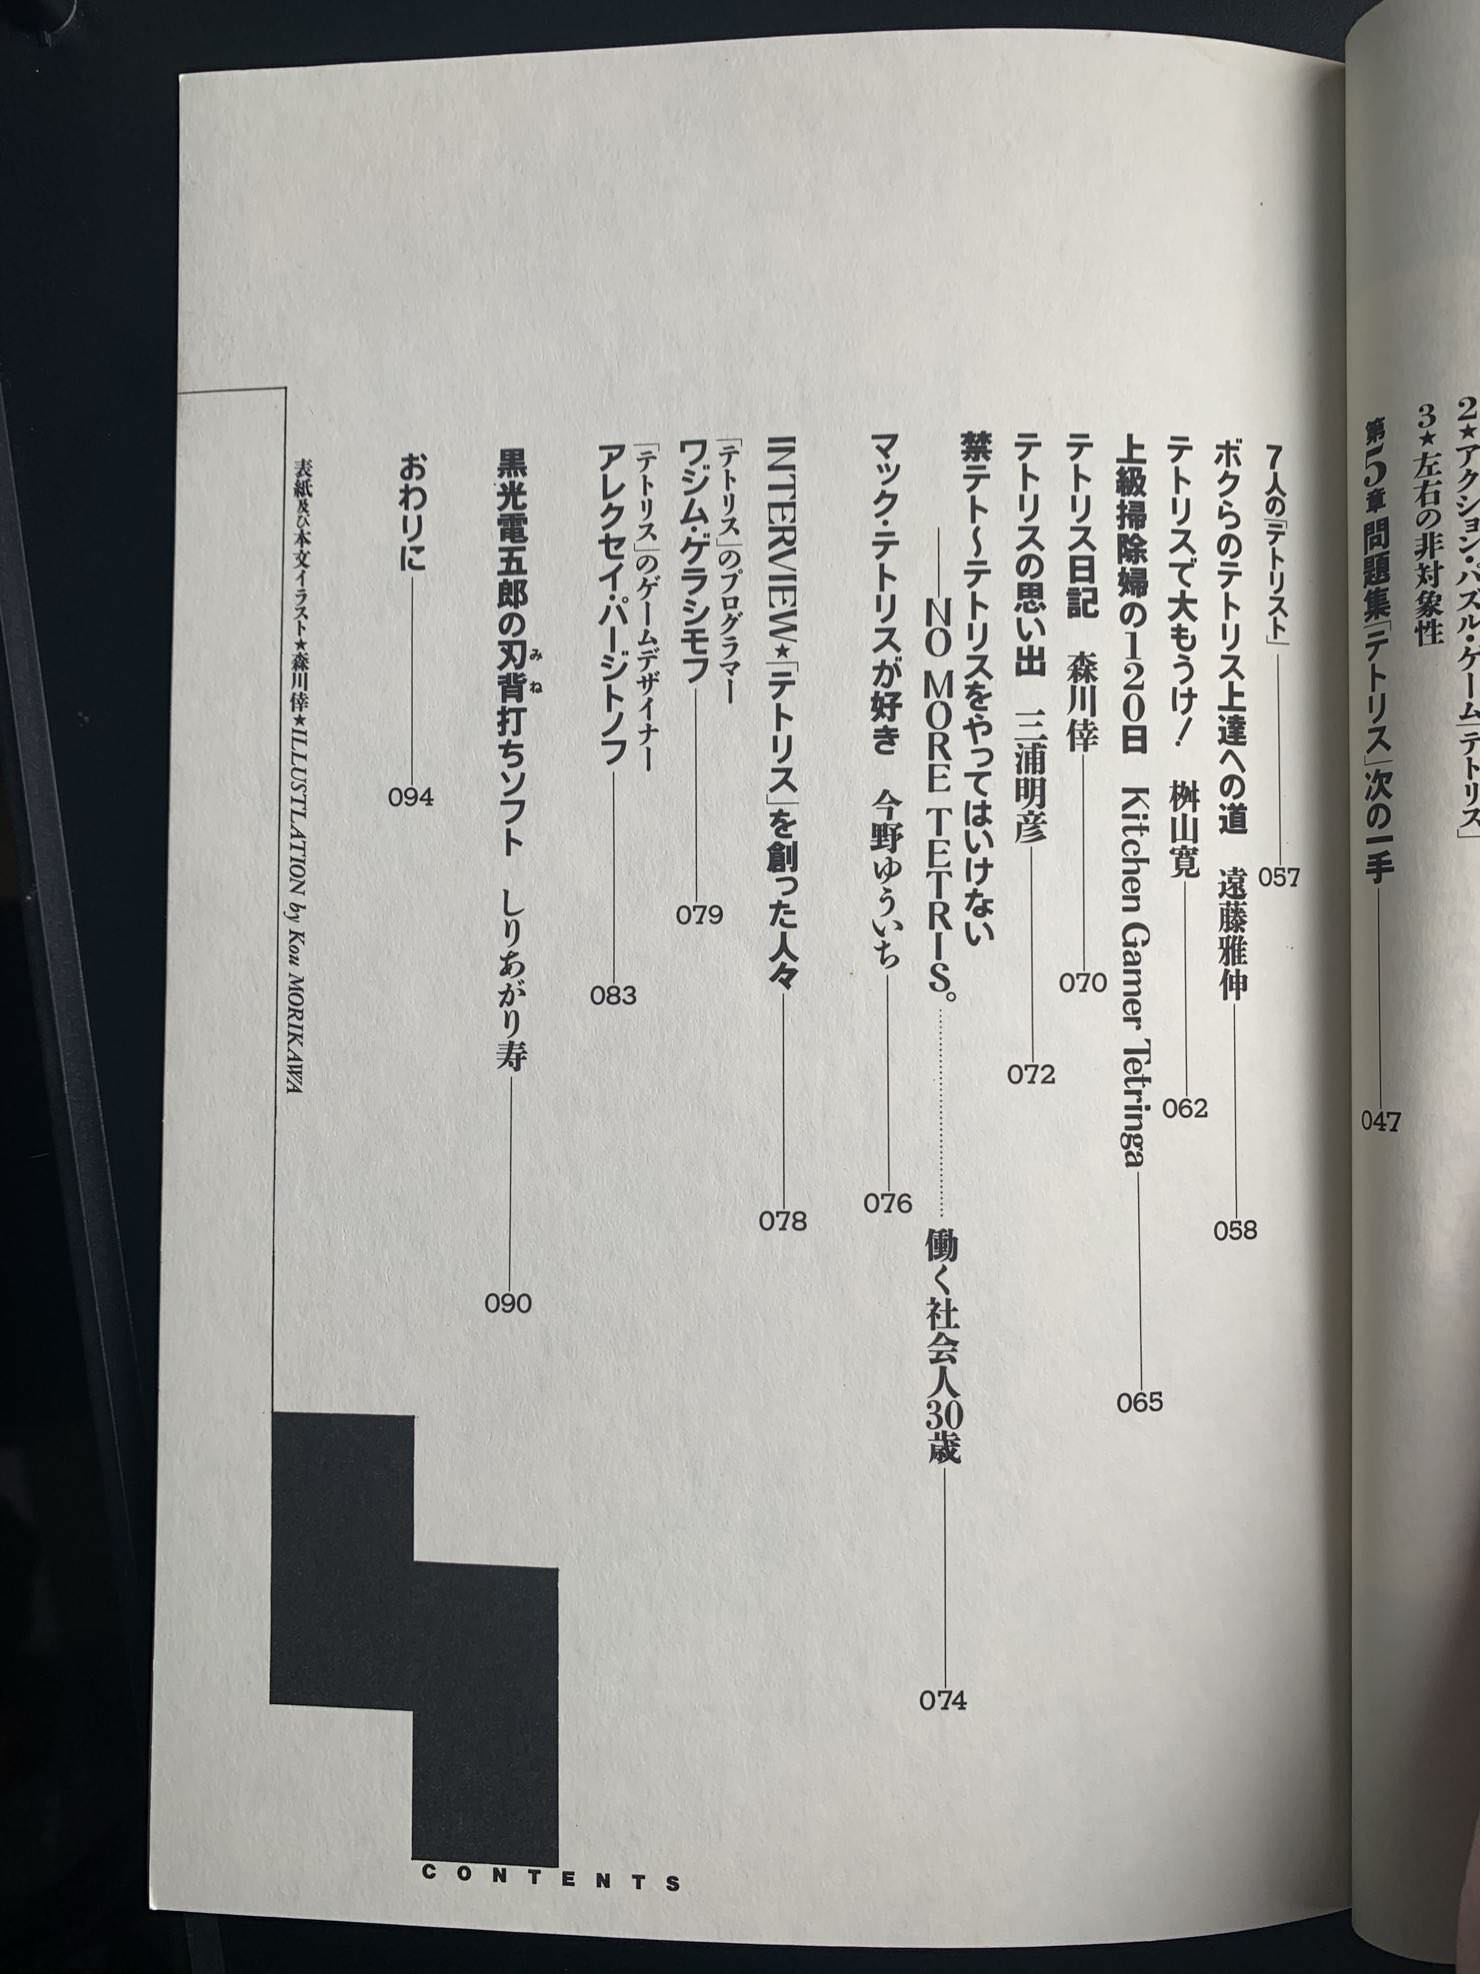 2★アクション・パズル・ゲーム「テトリス」
3★左右の非対象性
第5章 問題集「テトリス」次の一手 047
7人の「テトリスト」 057
ボクらのテトリス上達への道 遠藤雅伸 058
テトリスで大もうけ! 桝山寛 062
上級掃除婦の120日 Kitchen Gamer Tetringa 065
テトリス日記 森川倖 070
テトリスの思い出 三浦明彦 072
禁テト〜テトリスをやってはいけない
——NO MORE TETRIS。………… 働く社会人30歳 074
マック・テトリスが好き 今野ゆういち 076
INTERVIEW★「テトリス」を創った人々 078
「テトリス」のプログラマー
ワジム・ゲラシモフ 079
「テトリス」のゲームデザイナー
アレクセイ・パージトノフ 083
黒光電五郎の刃背打ちソフト しりあがり寿 090
みね
おわりに 094
表紙及び本文イラスト★森川倖★ILLUSTLATION by Kou MORIKAWA
CONTENTS